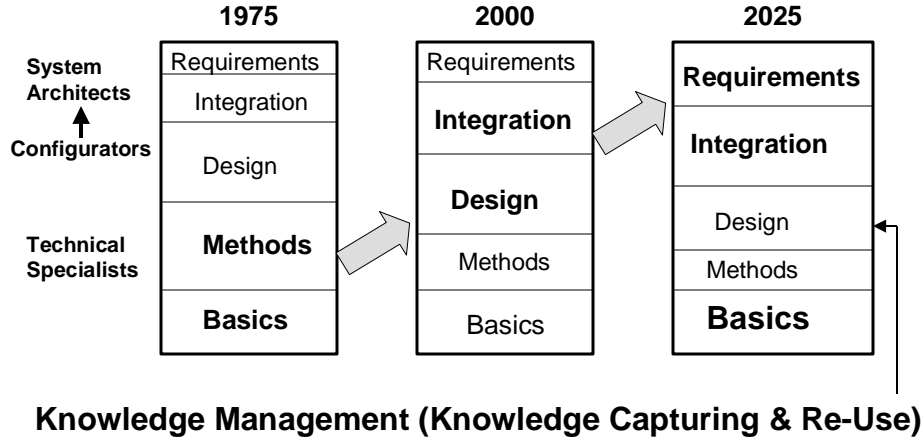 1975
2000
2025
System
Architects
Configurators
Technical
Specialists
Requirements
Integration
Design
Methods
Basics
Requirements
Integration
Design
Methods
Basics
Requirements
Integration
Design
Methods
Basics
Knowledge Management (Knowledge Capturing & Re-Use)